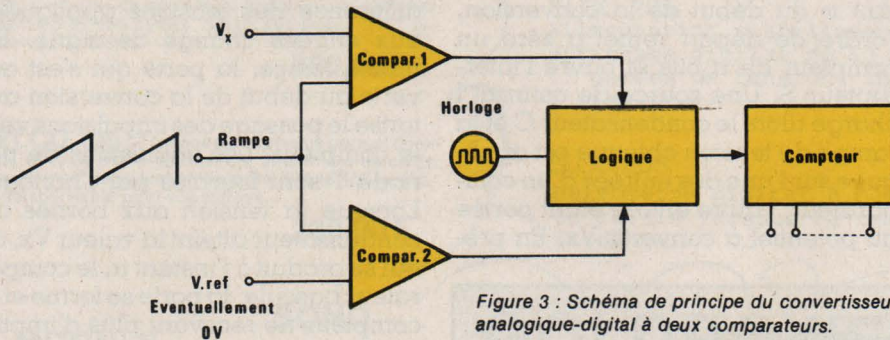 Vx
Compar.1
Horloge
Rampe
Logique
Compteur
Compar.2
V.ref
Eventuellement
0V
Figure 3 : Schéma de principe du convertisseu
analogique-digital à deux comparateurs.